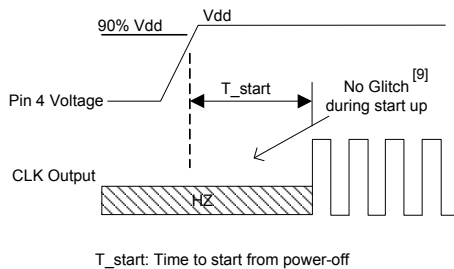 Vdd
90% Vdd
T_start
No Glitch [9]
during start up
Pin 4 Voltage
CLK Output
HZ
T_start: Time to start from power-off